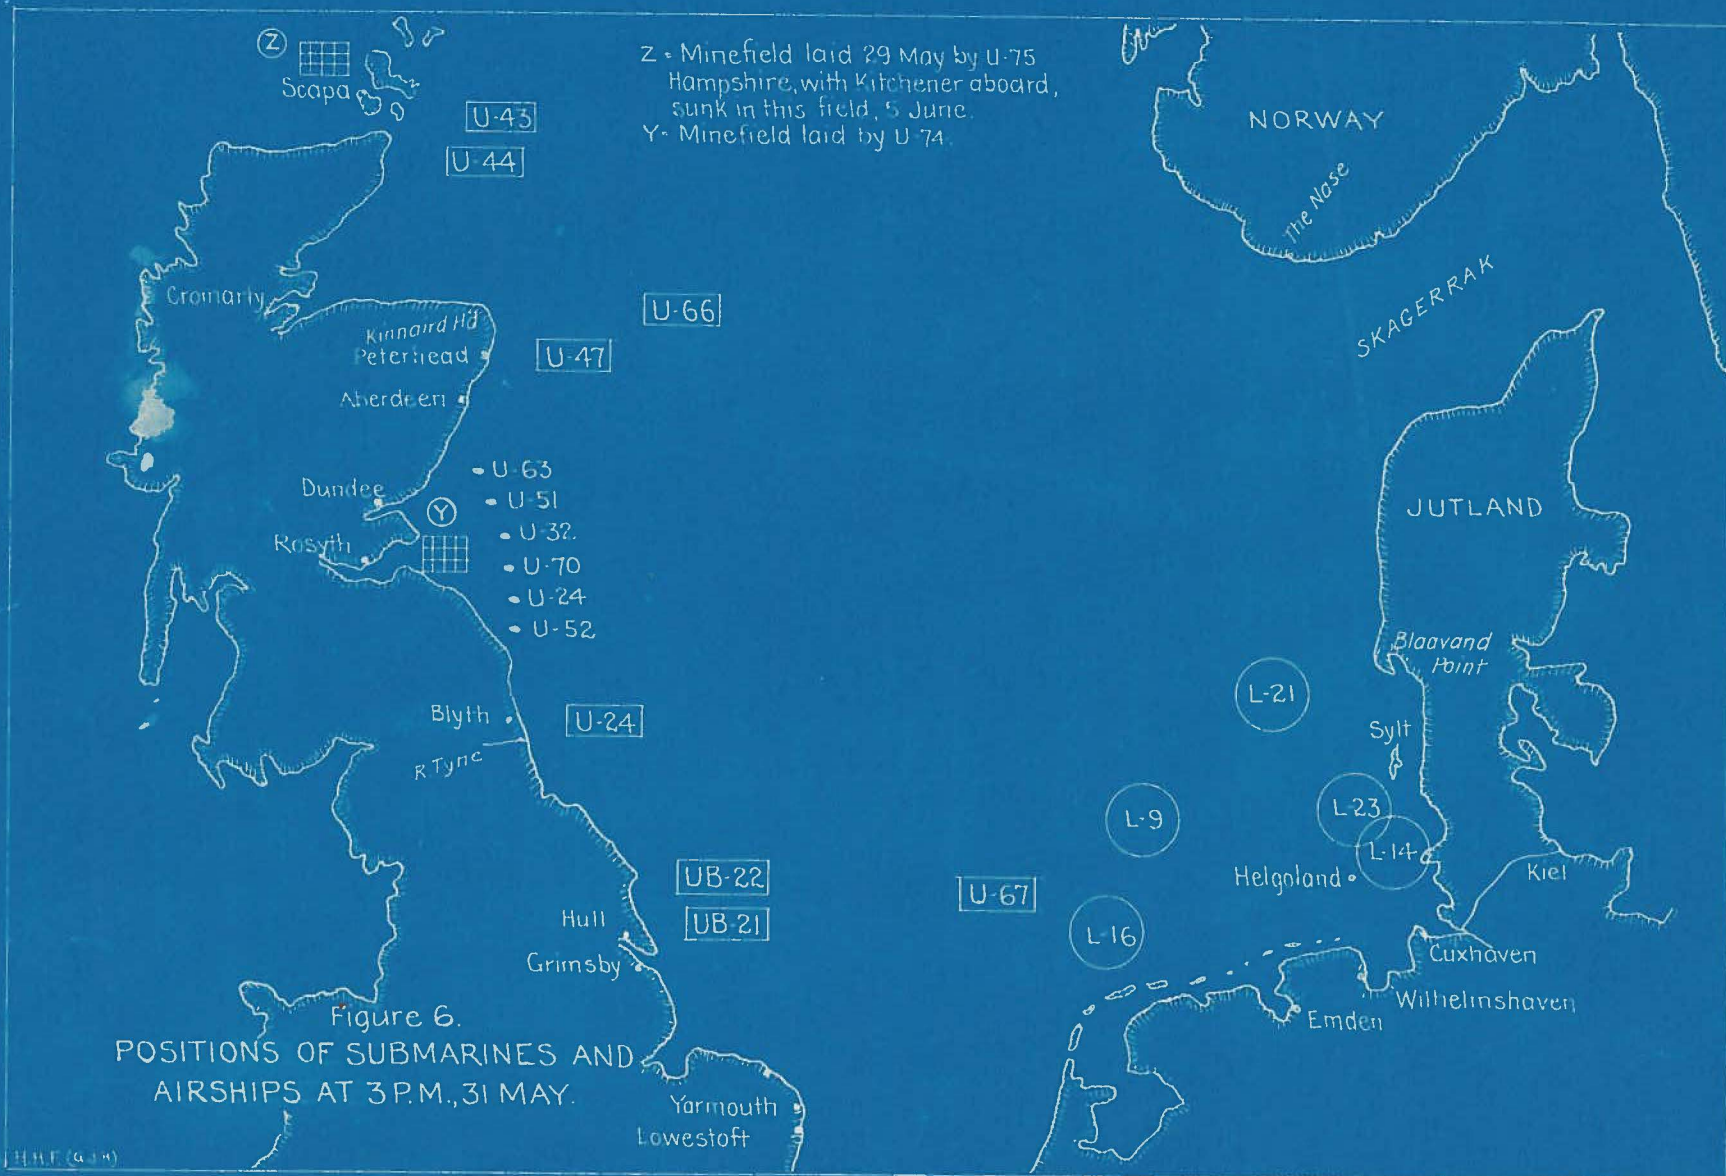 Z
Scapa
Z = Minefield laid 29 May by U-75
Hampshire, with Kitchener aboard,
sunk in this field, 5 June.
Y- Minefield laid by U-74.
U-43
U-44
NORWAY
The Nase
SKAGERRAK
Cromarty
Kinnaird Hd
Peterhead
Aberdeen
U-66
U-47
Dundee
Y
Rosyth
U-63
U-51
U-32.
U-70
U-24
U-52
JUTLAND
Blaavand
Point
L-21
Sylt
Blyth
R Tyne
U-24
L-9
L-23
L-14
Helgoland
Kiel
UB-22
UB-21
U-67
L-16
Hull
Grimsby
Cuxhaven
Wilhelmshaven
Emden
Figure 6.
POSITIONS OF SUBMARINES AND
AIRSHIPS AT 3 P.M., 31 MAY.
Yarmouth
Lowestoft
H.H.F.